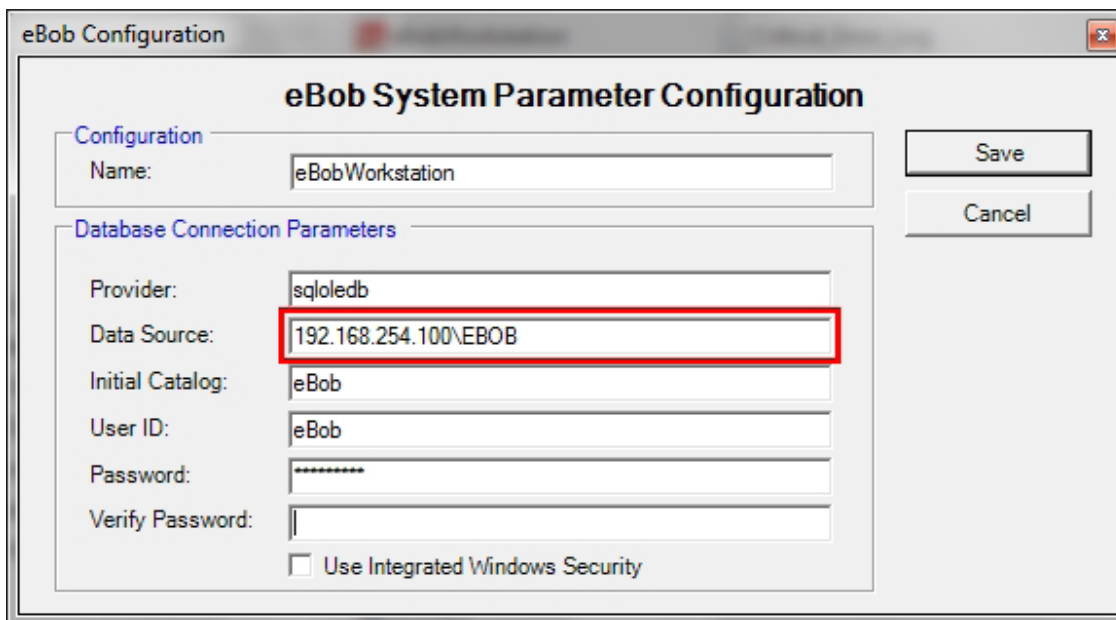 eBob Configuration
eBob System Parameter Configuration
Configuration
Name: eBobWorkstation
Save
Cancel
Database Connection Parameters
Provider: sqloledb
Data Source: 192.168.254.100\EBOB
Initial Catalog: eBob
User ID: eBob
Password: *********
Verify Password:
Use Integrated Windows Security